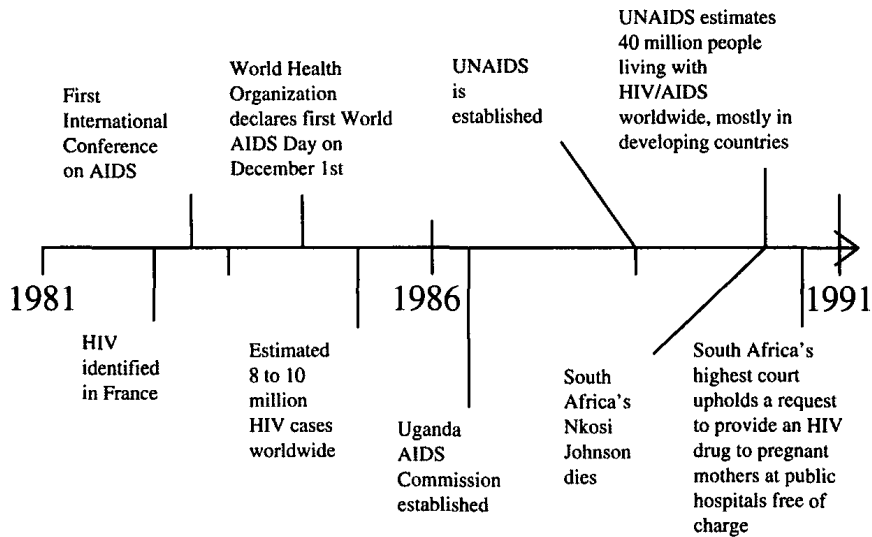 First
International
Conference
on AIDS
World Health
Organization
declares first World
AIDS Day on
December 1st
UNAIDS
is
established
UNAIDS estimates
40 million people
living with
HIV/AIDS
worldwide, mostly in
developing countries
1981
1986
1991
HIV
identified
in France
Estimated
8 to 10
million
HIV cases
worldwide
Uganda
AIDS
Commission
established
South
Africa's
Nkosi
Johnson
dies
South Africa's
highest court
upholds a request
to provide an HIV
drug to pregnant
mothers at public
hospitals free of
charge